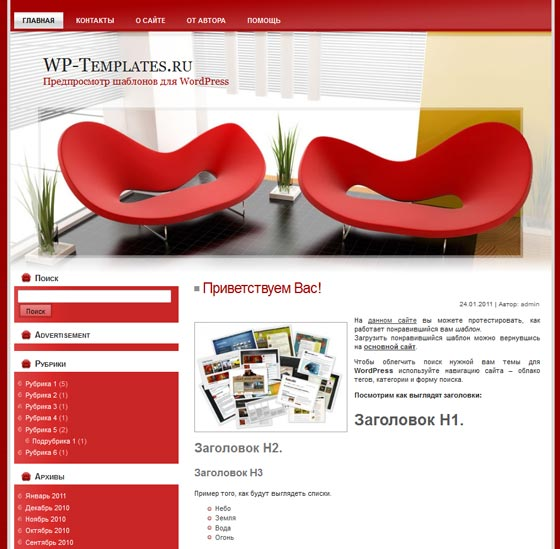 ГЛАВНАЯ КОНТАКТЫ О САЙТЕ ОТ АВТОРА ПОМОЩЬ
WP-Templates.ru
Предпросмотр шаблонов для WordPress
Поиск
Поиск
Advertisement
Рубрики
Рубрика 1 (5)
Рубрика 2 (1)
Рубрика 3 (1)
Рубрика 4 (1)
Рубрика 5 (2)
Подрубрика 1 (1)
Рубрика 6 (1)
Архивы
Январь 2011
Декабрь 2010
Ноябрь 2010
Октябрь 2010
Сентябрь 2010
Приветствуем Вас!
24.01.2011 | Автор: admin
На данном сайте вы можете протестировать, как
работает понравившийся вам шаблон.
Загрузить понравившийся шаблон можно вернувшись
на основной сайт.
Чтобы облегчить поиск нужной вам темы для
WordPress используйте навигацию сайта – облако
тегов, категории и форму поиска.
Посмотрим как выглядят заголовки:
Заголовок H1.
Заголовок H2.
Заголовок H3
Пример того, как будут выглядеть списки.
Небо
Земля
Вода
Огонь